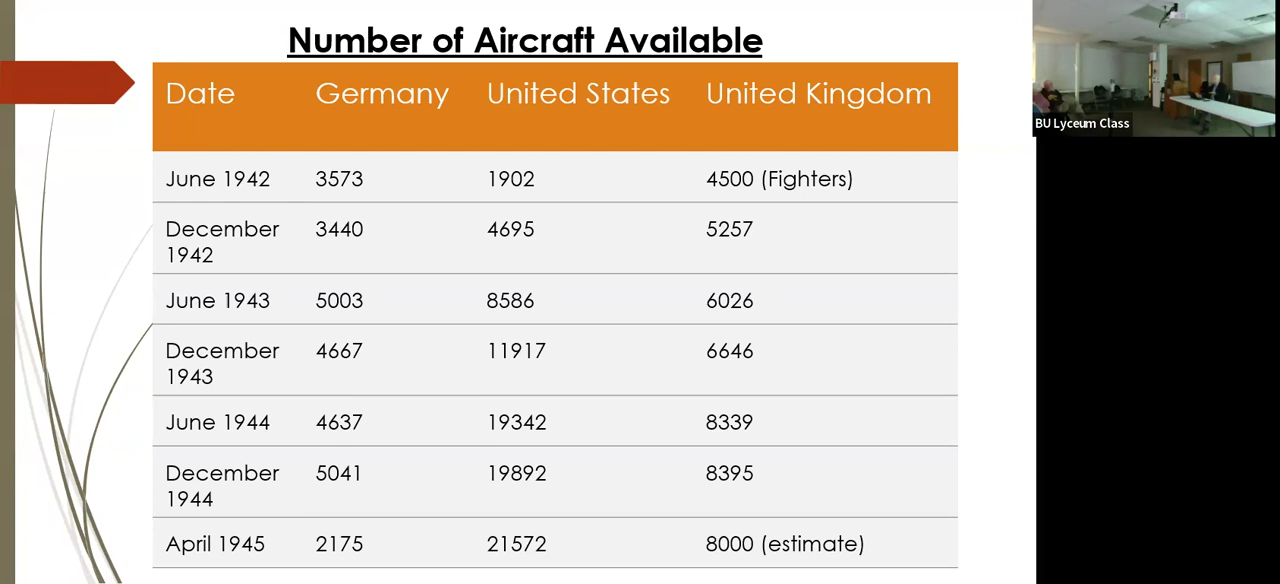 Number of Aircraft Available
Date Germany United States United Kingdom
June 1942 3573 1902 4500 (Fighters)
December 3440 4695 5257
1942
June 1943 5003 8586 6026
December 4667 11917 6646
1943
June 1944 4637 19342 8339
December 5041 19892 8395
1944
April 1945 2175 21572 8000 (estimate)
BU Lyceum Class